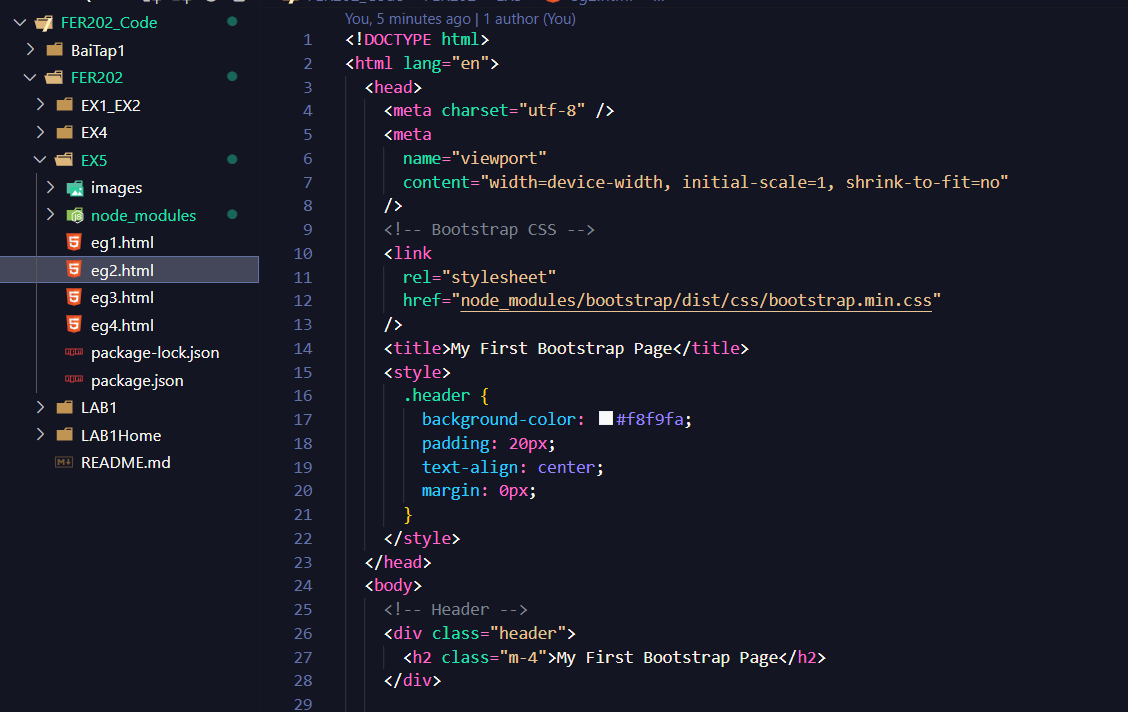 FER202_Code
BaiTap1
FER202
EX1_EX2
EX4
EX5
images
node_modules
eg1.html
eg2.html
eg3.html
eg4.html
package-lock.json
package.json
LAB1
LAB1Home
README.md
You, 5 minutes ago | 1 author (You)
1 <!DOCTYPE html>
2 <html lang="en">
3 <head>
4 <meta charset="utf-8" />
5 <meta
6 name="viewport"
7 content="width=device-width, initial-scale=1, shrink-to-fit=no"
8 />
9 <!-- Bootstrap CSS -->
10 <link
11 rel="stylesheet"
12 href="node_modules/bootstrap/dist/css/bootstrap.min.css"
13 />
14 <title>My First Bootstrap Page</title>
15 <style>
16 .header {
17 background-color: #f8f9fa;
18 padding: 20px;
19 text-align: center;
20 margin: 0px;
21 }
22 </style>
23 </head>
24 <body>
25 <!-- Header -->
26 <div class="header">
27 <h2 class="m-4">My First Bootstrap Page</h2>
28 </div>
29